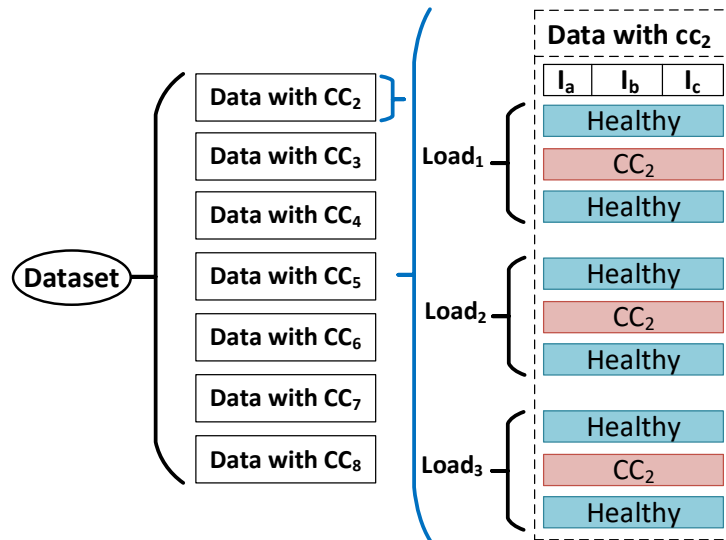 Dataset
Data with CC₂
Data with CC₃
Data with CC₄
Data with CC₅
Data with CC₆
Data with CC₇
Data with CC₈
Data with cc₂
Iₐ I_b I_c
Load₁
Healthy
CC₂
Healthy
Load₂
Healthy
CC₂
Healthy
Load₃
Healthy
CC₂
Healthy